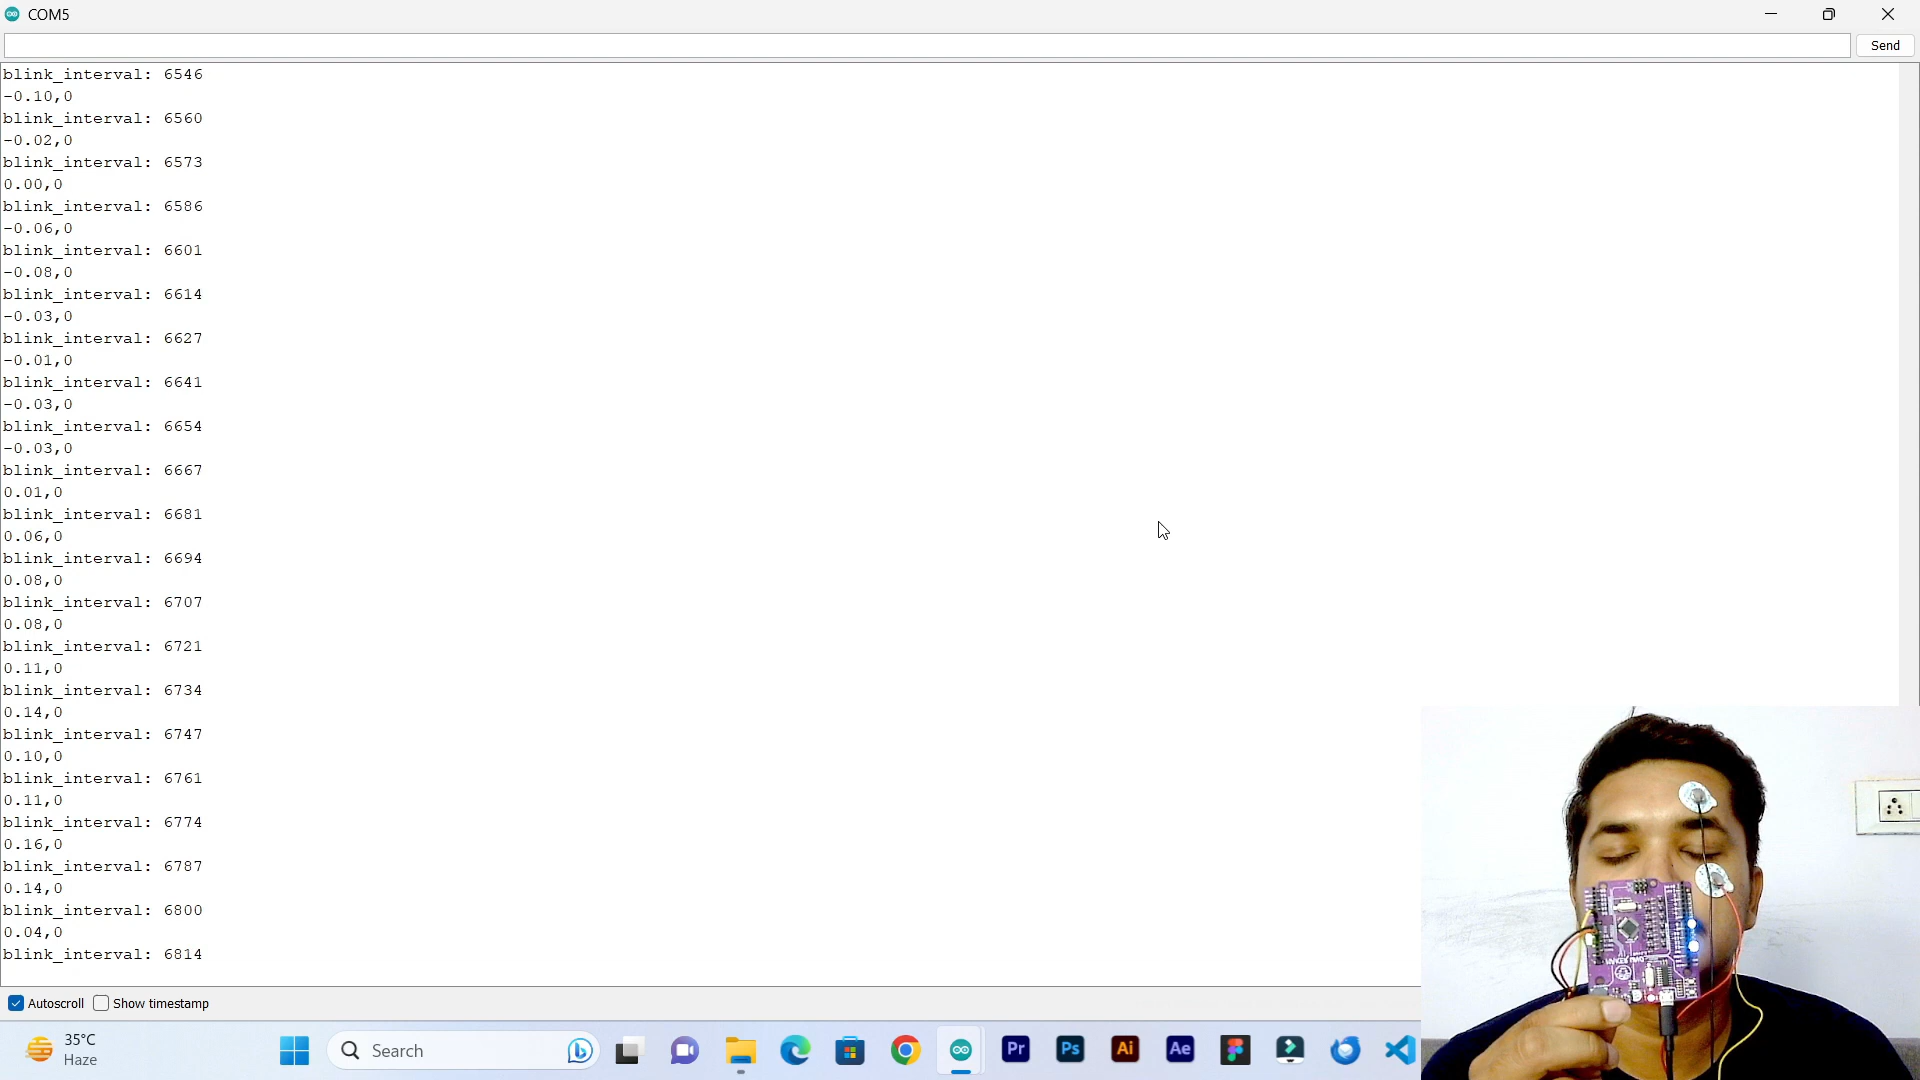 COM5
Send
blink_interval: 6546
-0.10,0
blink_interval: 6560
-0.02,0
blink_interval: 6573
0.00,0
blink_interval: 6586
-0.06,0
blink_interval: 6601
-0.08,0
blink_interval: 6614
-0.03,0
blink_interval: 6627
-0.01,0
blink_interval: 6641
-0.03,0
blink_interval: 6654
-0.03,0
blink_interval: 6667
0.01,0
blink_interval: 6681
0.06,0
blink_interval: 6694
0.08,0
blink_interval: 6707
0.08,0
blink_interval: 6721
0.11,0
blink_interval: 6734
0.14,0
blink_interval: 6747
0.10,0
blink_interval: 6761
0.11,0
blink_interval: 6774
0.16,0
blink_interval: 6787
0.14,0
blink_interval: 6800
0.04,0
blink_interval: 6814
Autoscroll Show timestamp
35°C
Haze
Search
Pr Ps Ai Ae